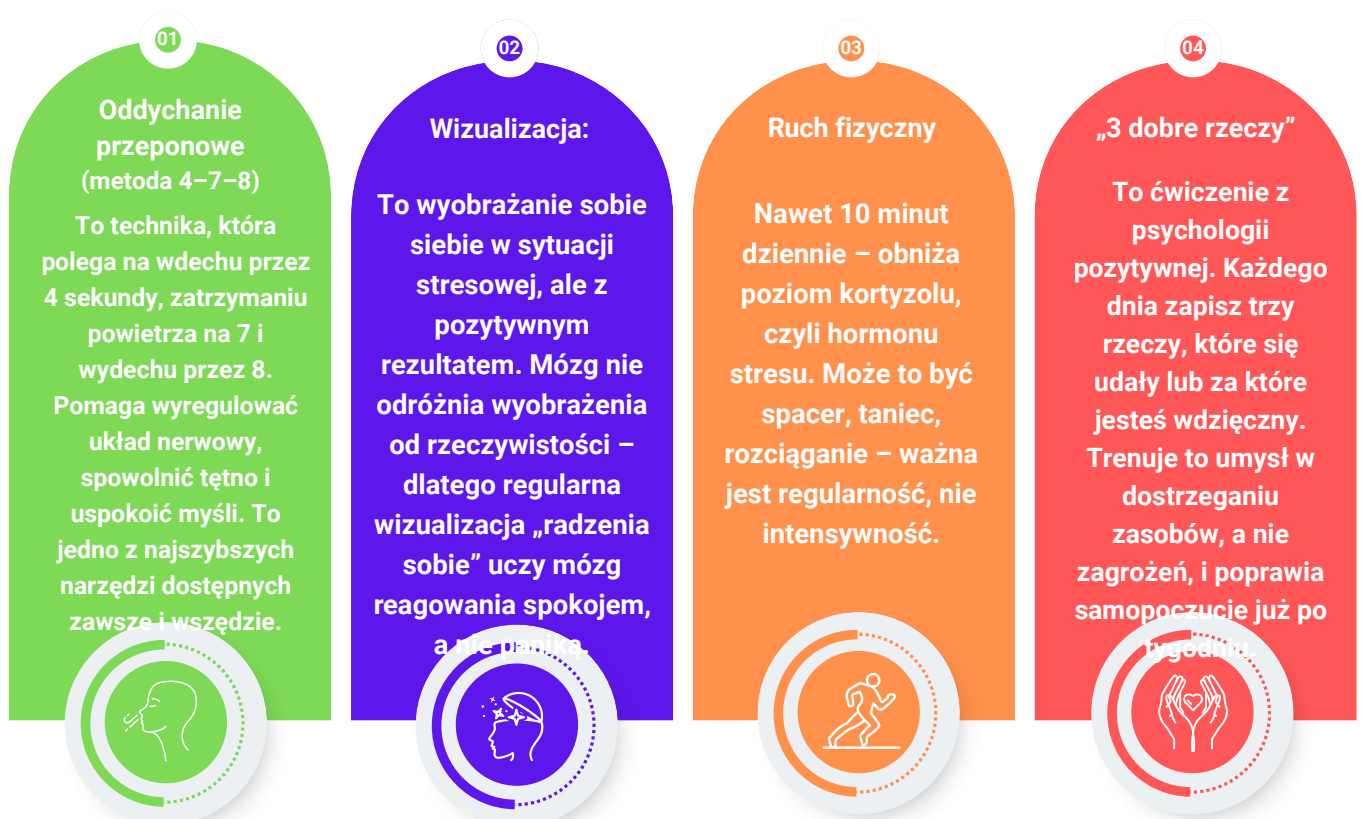 01
Oddychanie
przeponowe
(metoda 4–7–8)
To technika, która
polega na wdechu przez
4 sekundy, zatrzymaniu
powietrza na 7 i
wydechu przez 8.
Pomaga wyregulować
układ nerwowy,
spowolnić tętno i
uspokoić myśli. To
jedno z najszybszych
narzędzi dostępnych
zawsze i wszędzie.
02
Wizualizacja:
To wyobrażanie sobie
siebie w sytuacji
stresowej, ale z
pozytywnym
rezultatem. Mózg nie
odróżnia wyobrażenia
od rzeczywistości –
dlatego regularna
wizualizacja „radzenia
sobie” uczy mózg
reagowania spokojem,
a nie paniką.
03
Ruch fizyczny
Nawet 10 minut
dziennie – obniża
poziom kortyzolu,
czyli hormonu
stresu. Może to być
spacer, taniec,
rozciąganie – ważna
jest regularność, nie
intensywność.
04
„3 dobre rzeczy”
To ćwiczenie z
psychologii
pozytywnej. Każdego
dnia zapisz trzy
rzeczy, które się
udały lub za które
jesteś wdzięczny.
Trenuje to umysł w
dostrzeganiu
zasobów, a nie
zagrożeń, i poprawia
samopoczucie już po
tygodniu.